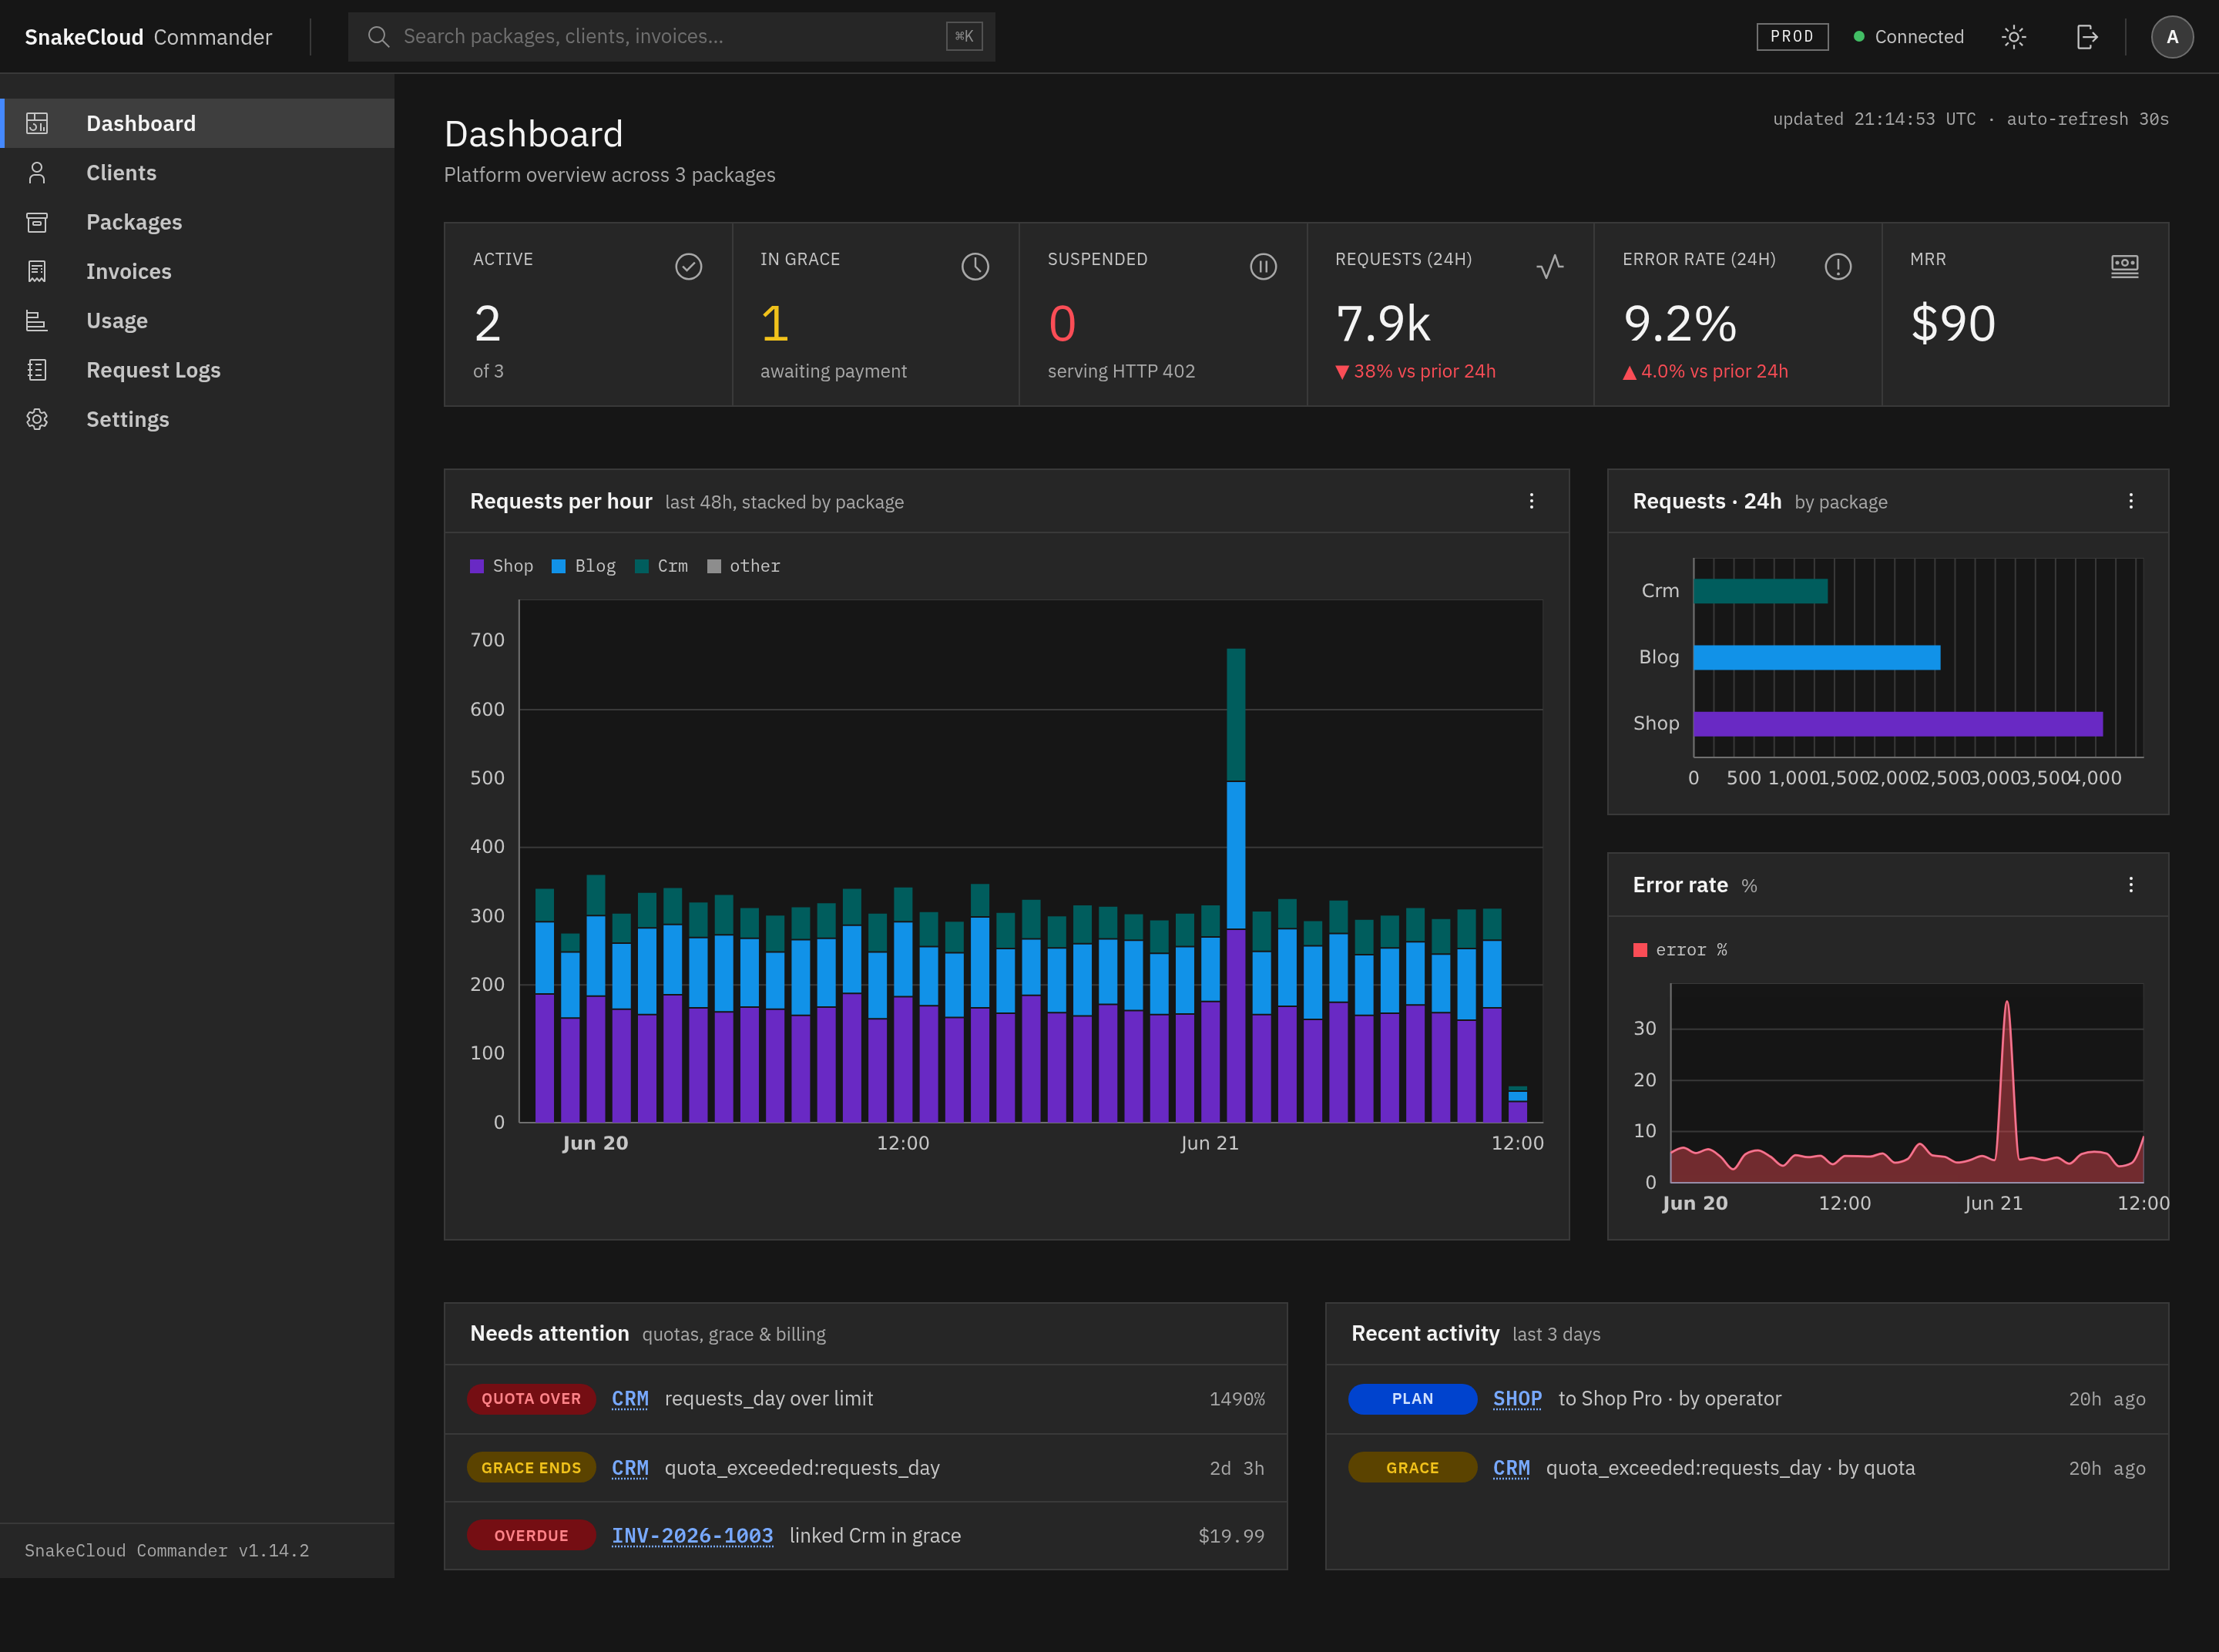 SnakeCloud Commander
Search packages, clients, invoices...
⌘K
PROD
Connected
A
Dashboard
Clients
Packages
Invoices
Usage
Request Logs
Settings
SnakeCloud Commander v1.14.2
Dashboard
updated 21:14:53 UTC · auto-refresh 30s
Platform overview across 3 packages
ACTIVE
2
of 3
IN GRACE
1
awaiting payment
SUSPENDED
0
serving HTTP 402
REQUESTS (24H)
7.9k
▼ 38% vs prior 24h
ERROR RATE (24H)
9.2%
▲ 4.0% vs prior 24h
MRR
$90
Requests per hour last 48h, stacked by package
Shop Blog Crm other
700
600
500
400
300
200
100
0
Jun 20 12:00 Jun 21 12:00
Requests · 24h by package
Crm
Blog
Shop
0 500 1,000 1,500 2,000 2,500 3,000 3,500 4,000
Error rate %
error %
30
20
10
0
Jun 20 12:00 Jun 21 12:00
Needs attention quotas, grace & billing
QUOTA OVER CRM requests_day over limit 1490%
GRACE ENDS CRM quota_exceeded:requests_day 2d 3h
OVERDUE INV-2026-1003 linked Crm in grace $19.99
Recent activity last 3 days
PLAN SHOP to Shop Pro · by operator 20h ago
GRACE CRM quota_exceeded:requests_day · by quota 20h ago